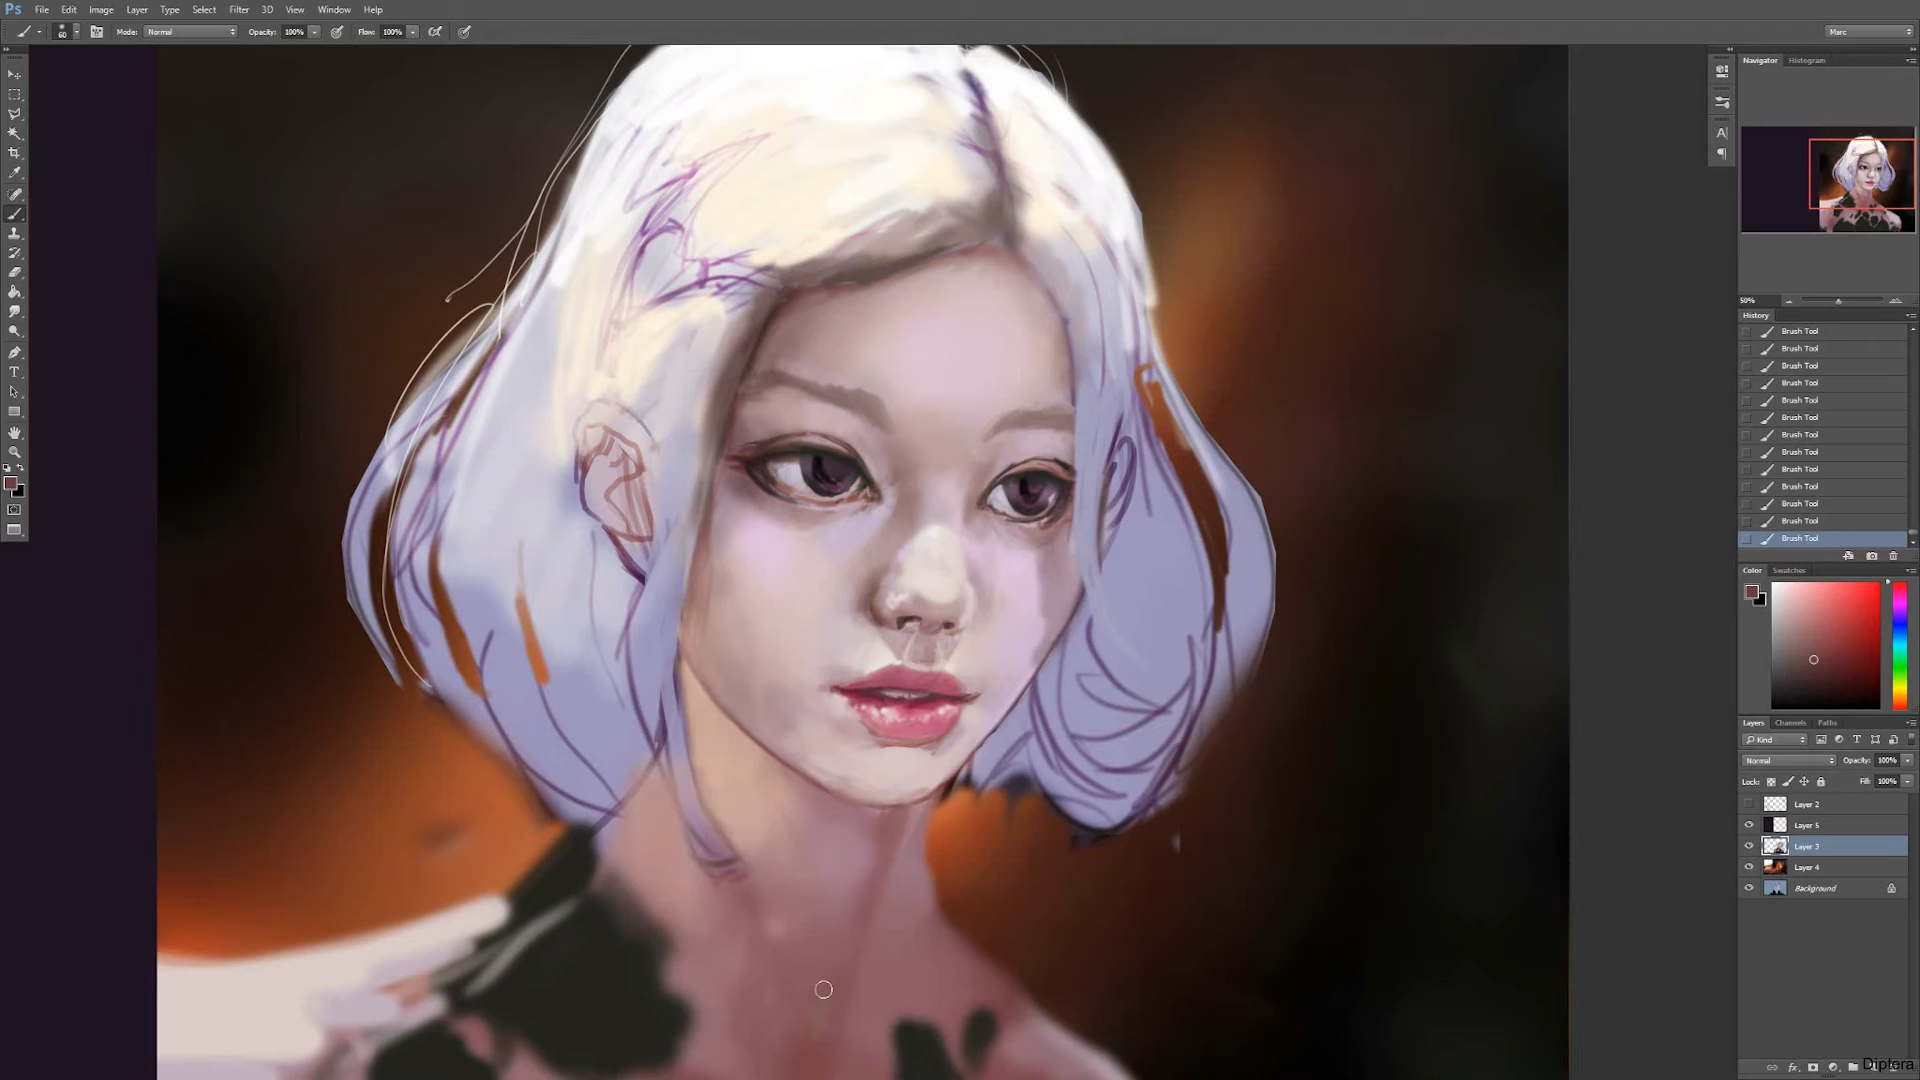 Ps File Edit Image Layer Type Select Filter 3D View Window Help
60 Mode: Normal Opacity: 100% Flow: 100% Marc
Navigator Histogram
50%
History
Brush Tool
Brush Tool
Brush Tool
Brush Tool
Brush Tool
Brush Tool
Brush Tool
Brush Tool
Brush Tool
Brush Tool
Brush Tool
Brush Tool
Brush Tool
Color Swatches
Layers Channels Paths
Kind
Normal Opacity: 100%
Lock: Fill: 100%
Layer 2
Layer 5
Layer 3
Layer 4
Background
Diptera